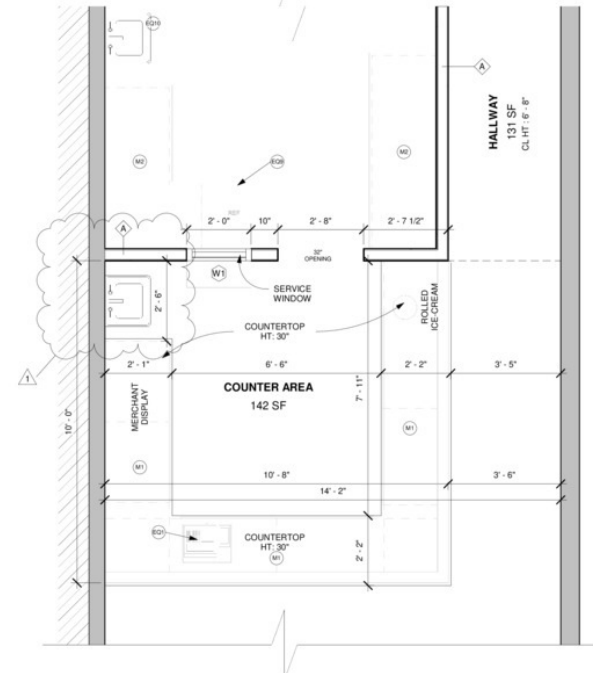 EQ10
A
HALLWAY
131 SF
CL HT : 6' - 8"
M2
EQ8
M2
REF
2' - 0"
10"
2' - 8"
2' - 7 1/2"
A
32"
OPENING
W1
SERVICE
WINDOW
2' - 6"
ROLLED
ICE-CREAM
COUNTERTOP
HT: 30"
2' - 1"
6' - 6"
2' - 2"
3' - 5"
1
COUNTER AREA
142 SF
7' - 11"
MERCHANT
DISPLAY
10' - 0"
M1
M1
10' - 8"
3' - 6"
14' - 2"
EQ1
COUNTERTOP
HT: 30"
M1
2' - 2"